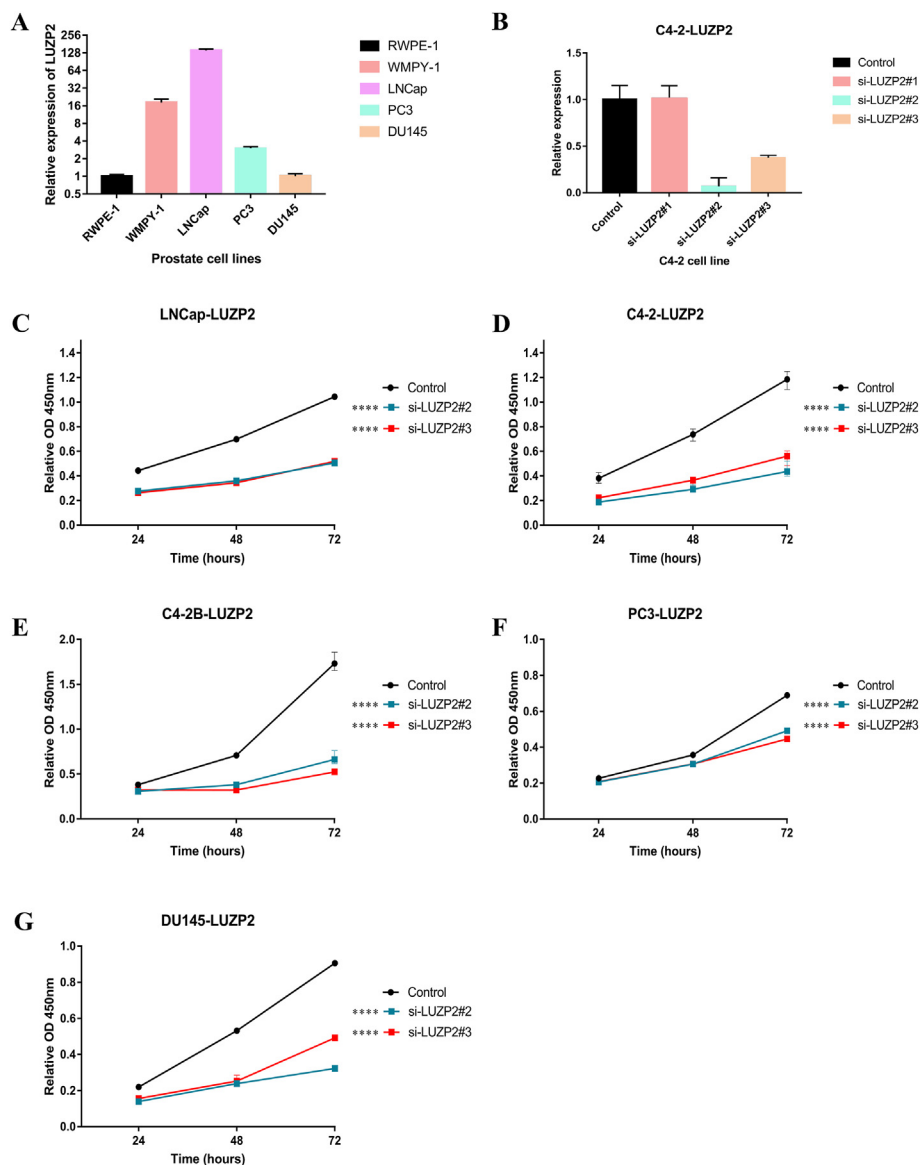 A
Relative expression of LUZP2
256
128
64
32
16
8
4
2
1
0.5
RWPE-1
WMPY-1
LNCap
PC3
DU145
Prostate cell lines
RWPE-1
WMPY-1
LNCap
PC3
DU145
B
C4-2-LUZP2
Relative expression
1.5
1.0
0.5
0.0
Control
si-LUZP2#1
si-LUZP2#2
si-LUZP2#3
C4-2 cell line
Control
si-LUZP2#1
si-LUZP2#2
si-LUZP2#3
C
LNCap-LUZP2
Relative OD 450nm
1.4
1.2
1.0
0.8
0.6
0.4
0.2
0.0
24 48 72
Time (hours)
Control
**** si-LUZP2#2
**** si-LUZP2#3
D
C4-2-LUZP2
Relative OD 450nm
1.4
1.2
1.0
0.8
0.6
0.4
0.2
0.0
24 48 72
Time (hours)
Control
**** si-LUZP2#2
**** si-LUZP2#3
E
C4-2B-LUZP2
Relative OD 450nm
2.0
1.5
1.0
0.5
0.0
24 48 72
Time (hours)
Control
**** si-LUZP2#2
**** si-LUZP2#3
F
PC3-LUZP2
Relative OD 450nm
1.0
0.8
0.6
0.4
0.2
0.0
24 48 72
Time (hours)
Control
**** si-LUZP2#2
**** si-LUZP2#3
G
DU145-LUZP2
Relative OD 450nm
1.0
0.8
0.6
0.4
0.2
0.0
24 48 72
Time (hours)
Control
**** si-LUZP2#2
**** si-LUZP2#3